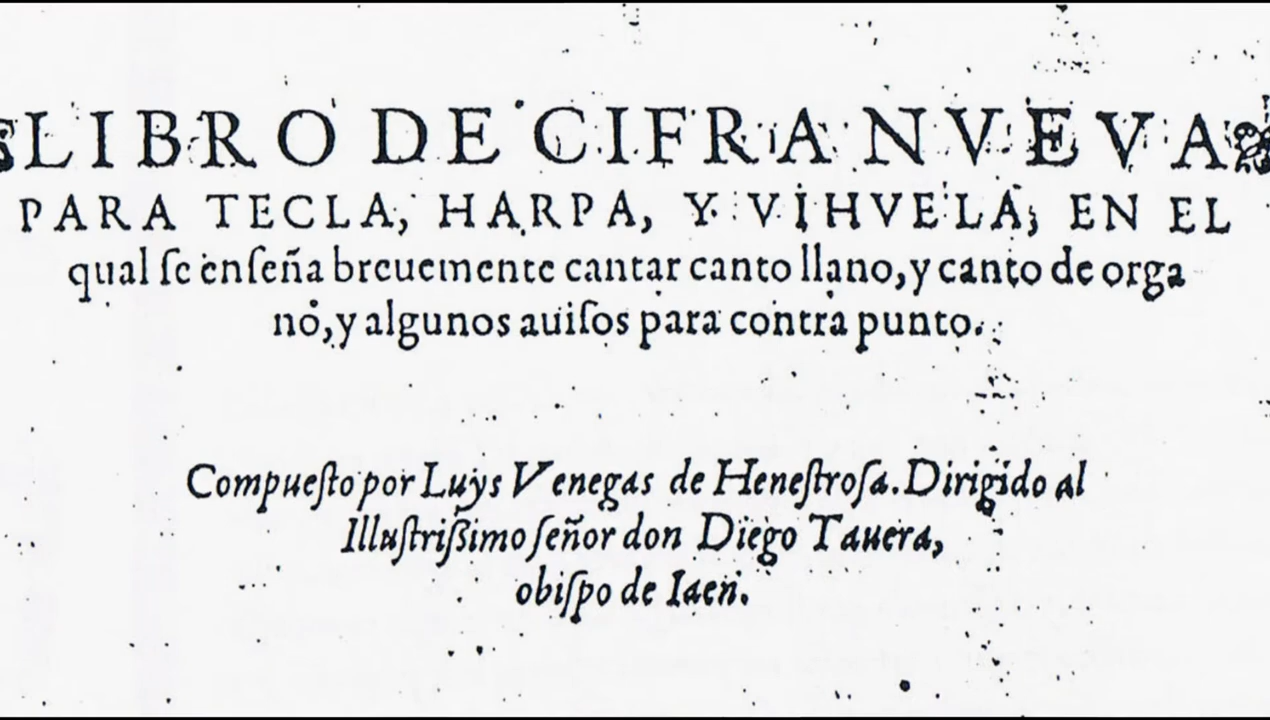 LIBRO DE CIFRA NVEVA
PARA TECLA, HARPA, Y VIHVELA, EN EL
qual ſe enſeña breuemente cantar canto llano, y canto de orga
no, y algunos auiſos para contra punto.
Compueſto por Luys Venegas de Heneſtroſa. Dirigido al
Illuſtriſsimo ſeñor don Diego Tauera,
obiſpo de Iaen.